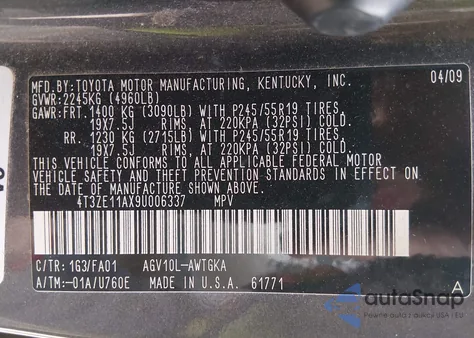 MFD.BY:TOYOTA MOTOR MANUFACTURING, KENTUCKY, INC. 04/09
GVWR:2245KG (4960LB)
GAWR:FRT. 1400 KG (3090LB) WITH P245/55R19 TIRES,
19X7.5J RIMS, AT 220KPA (32PSI) COLD.
RR. 1230 KG (2715LB) WITH P245/55R19 TIRES,
19X7.5J RIMS, AT 220KPA (32PSI) COLD.
THIS VEHICLE CONFORMS TO ALL APPLICABLE FEDERAL MOTOR
VEHICLE SAFETY AND THEFT PREVENTION STANDARDS IN EFFECT
ON THE DATE OF MANUFACTURE SHOWN ABOVE.
4T3ZE11AX9U006337 MPV
C/TR: 1G3/FA01 AGV10L-AWTGKA
A/TM:-01A/U760E MADE IN U.S.A. 61771 A
autoSnap
Pewne auto z USA i EU